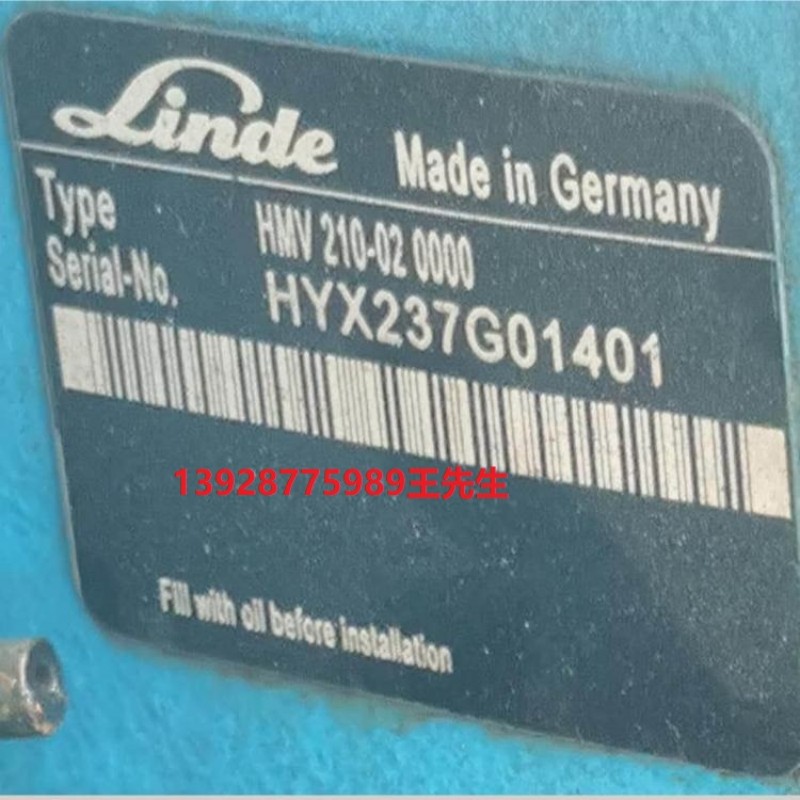 Linde Made in Germany
Type HMV 210-02 0000
Serial-No. HYX237G01401
13928775989王先生
Fill with oil before installation